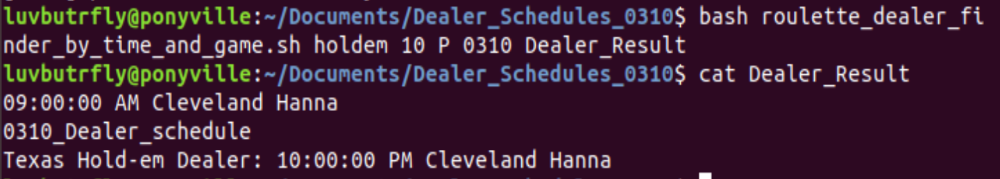 luvbutrfly@ponyville:~/Documents/Dealer_Schedules_0310$ bash roulette_dealer_fi
nder_by_time_and_game.sh holdem 10 P 0310 Dealer_Result
luvbutrfly@ponyville:~/Documents/Dealer_Schedules_0310$ cat Dealer_Result
09:00:00 AM Cleveland Hanna
0310_Dealer_schedule
Texas Hold-em Dealer: 10:00:00 PM Cleveland Hanna